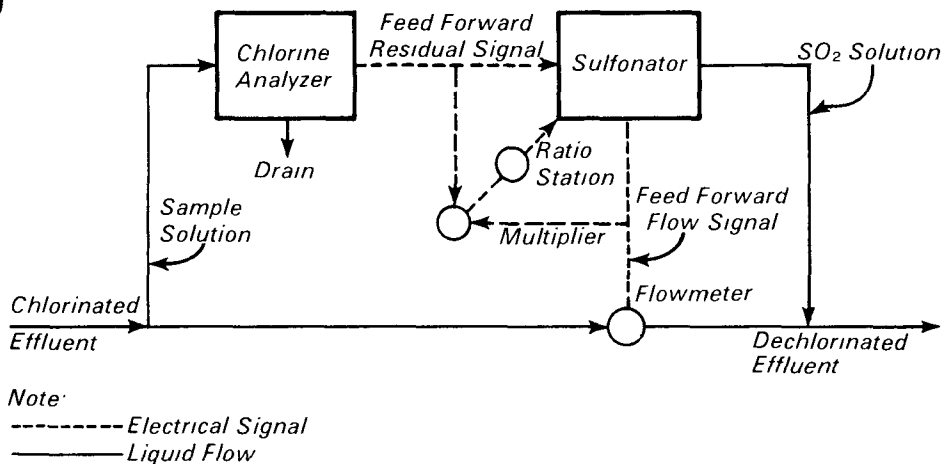 Feed Forward
Residual Signal
Chlorine
Analyzer
Sulfonator
SO₂ Solution
Drain
Ratio
Station
Sample
Solution
Multiplier
Feed Forward
Flow Signal
Flowmeter
Chlorinated
Effluent
Dechlorinated
Effluent
Note:
Electrical Signal
Liquid Flow